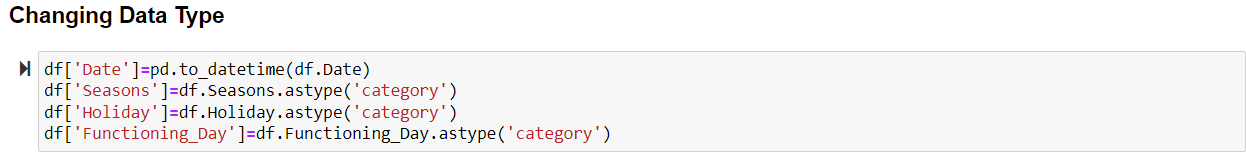 Changing Data Type
df['Date']=pd.to_datetime(df.Date)
df['Seasons']=df.Seasons.astype('category')
df['Holiday']=df.Holiday.astype('category')
df['Functioning_Day']=df.Functioning_Day.astype('category')